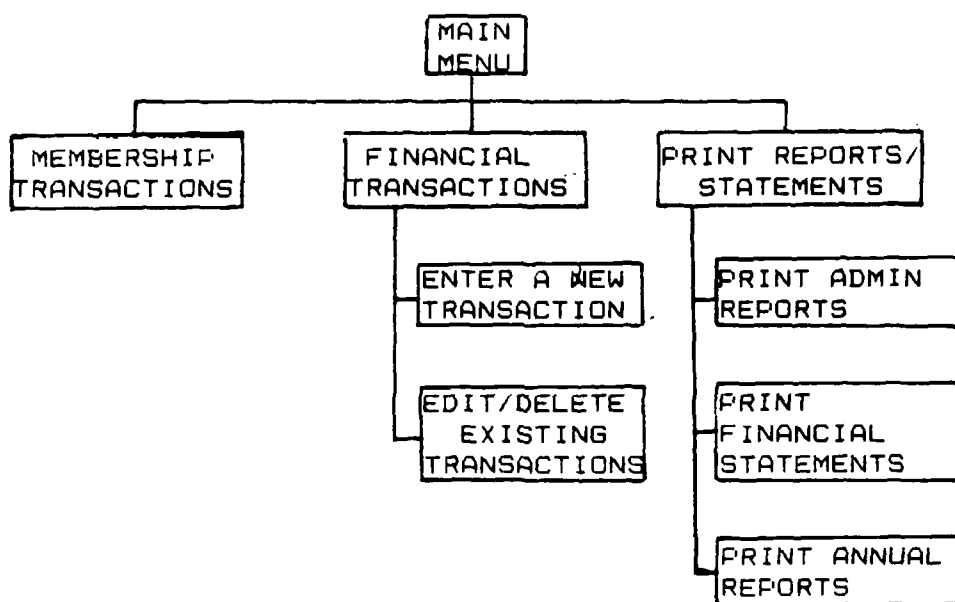 MAIN
MENU
MEMBERSHIP
TRANSACTIONS
FINANCIAL
TRANSACTIONS
PRINT REPORTS/
STATEMENTS
ENTER A NEW
TRANSACTION
EDIT/DELETE
EXISTING
TRANSACTIONS
PRINT ADMIN
REPORTS
PRINT
FINANCIAL
STATEMENTS
PRINT ANNUAL
REPORTS